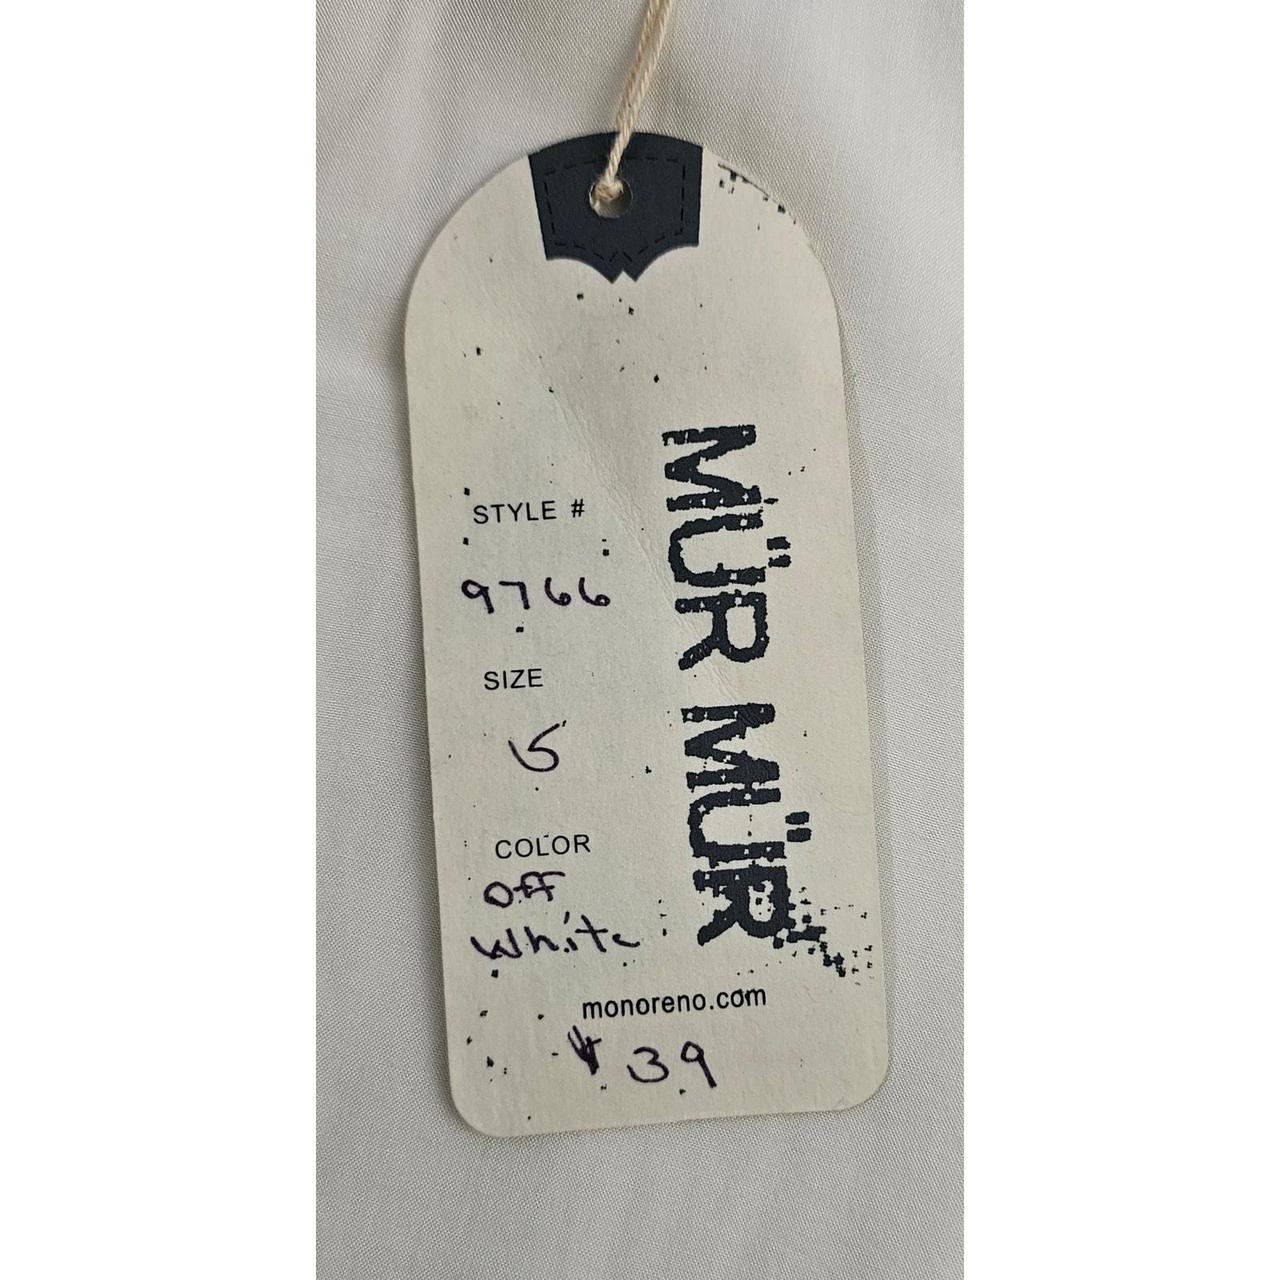 STYLE #
9766
SIZE
COLOR
Off
White
MÜR MÜR
monoreno.com
$ 39